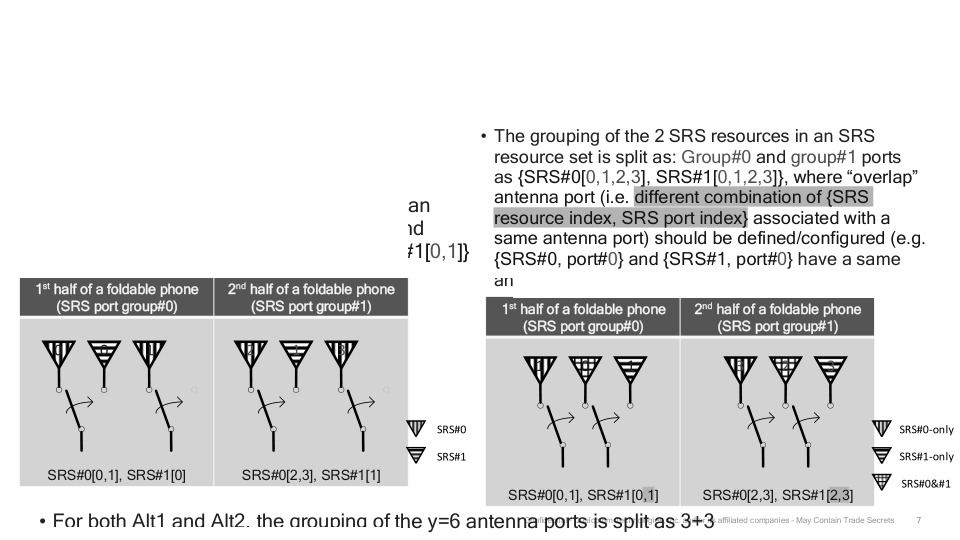 • The grouping of the 2 SRS resources in an SRS
resource set is split as: Group#0 and group#1 ports
as {SRS#0[0,1,2,3], SRS#1[0,1,2,3]}, where “overlap”
antenna port (i.e. different combination of {SRS
resource index, SRS port index} associated with a
same antenna port) should be defined/configured (e.g.
{SRS#0, port#0} and {SRS#1, port#0} have a same
an
an
#1[0,1]}
1st half of a foldable phone
(SRS port group#0)
2nd half of a foldable phone
(SRS port group#1)
SRS#0[0,1], SRS#1[0]
SRS#0[2,3], SRS#1[1]
SRS#0
SRS#1
1st half of a foldable phone
(SRS port group#0)
2nd half of a foldable phone
(SRS port group#1)
SRS#0[0,1], SRS#1[0,1]
SRS#0[2,3], SRS#1[2,3]
SRS#0-only
SRS#1-only
SRS#0&#1
• For both Alt1 and Alt2, the grouping of the y=6 antenna ports is split as 3+3
affiliated companies - May Contain Trade Secrets
7